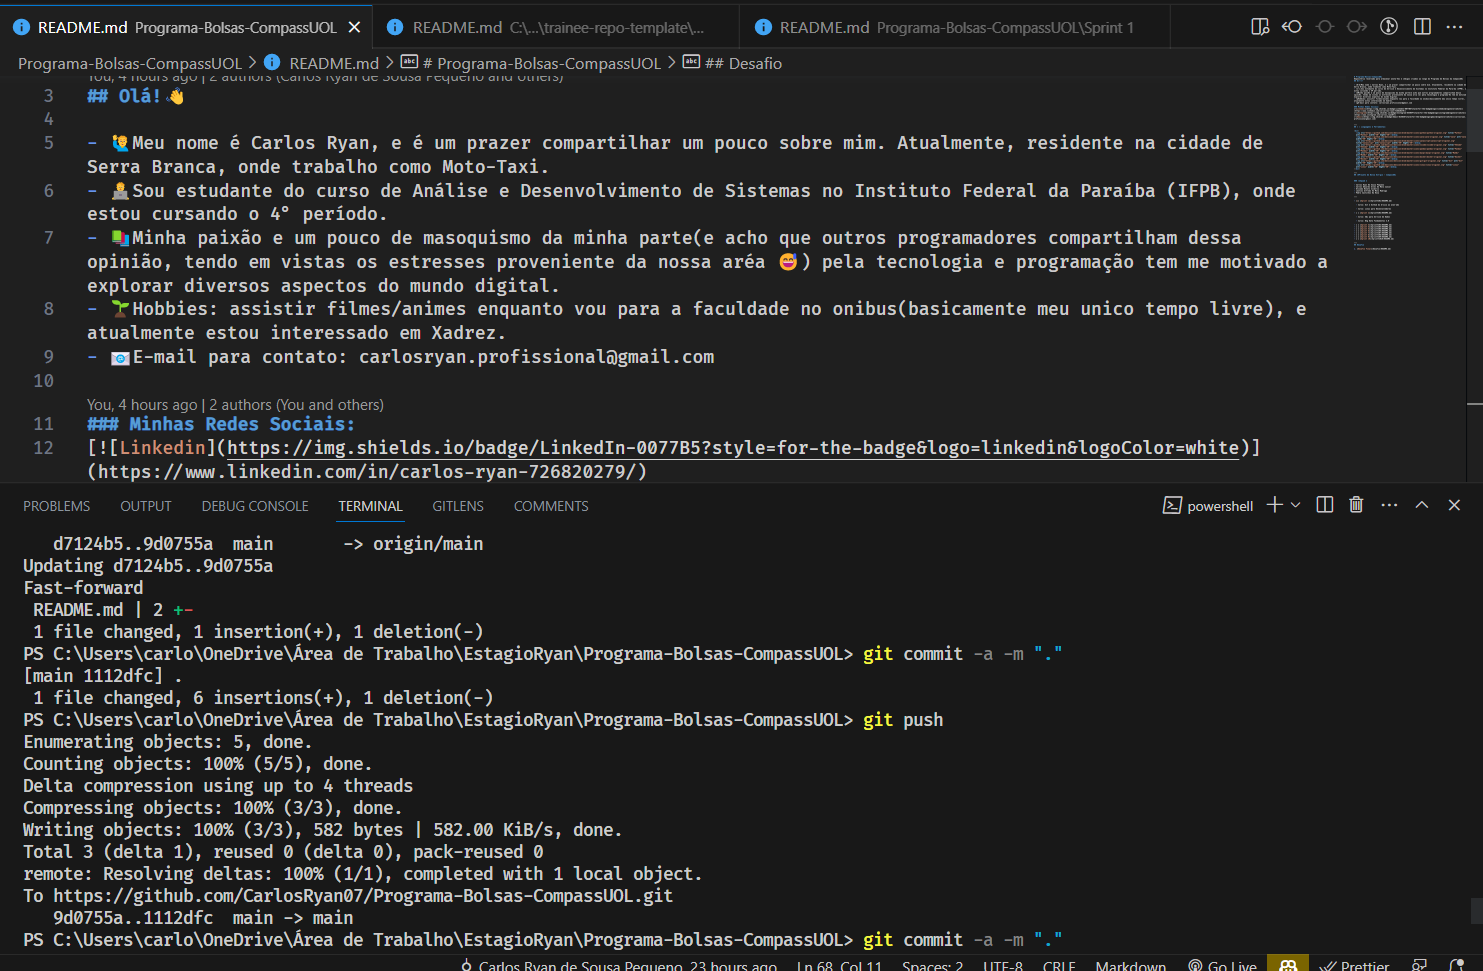 README.md Programa-Bolsas-CompassUOL
README.md C:\...\trainee-repo-template\...
README.md Programa-Bolsas-CompassUOL\Sprint 1
Programa-Bolsas-CompassUOL > README.md > # Programa-Bolsas-CompassUOL > ## Desafio
You, 4 hours ago | 2 authors (Carlos Ryan de Sousa Pequeno and others)
3 ## Olá!👋
4
5 - 🙋Meu nome é Carlos Ryan, e é um prazer compartilhar um pouco sobre mim. Atualmente, residente na cidade de
Serra Branca, onde trabalho como Moto-Taxi.
6 - 👨‍💻Sou estudante do curso de Análise e Desenvolvimento de Sistemas no Instituto Federal da Paraíba (IFPB), onde
estou cursando o 4° período.
7 - 📚Minha paixão e um pouco de masoquismo da minha parte(e acho que outros programadores compartilham dessa
opinião, tendo em vistas os estresses proveniente da nossa aréa 😅) pela tecnologia e programação tem me motivado a
explorar diversos aspectos do mundo digital.
8 - 🌱Hobbies: assistir filmes/animes enquanto vou para a faculdade no onibus(basicamente meu unico tempo livre), e
atualmente estou interessado em Xadrez.
9 - 📧E-mail para contato: carlosryan.profissional@gmail.com
10
You, 4 hours ago | 2 authors (You and others)
11 ### Minhas Redes Sociais:
12 [![Linkedin](https://img.shields.io/badge/LinkedIn-0077B5?style=for-the-badge&logo=linkedin&logoColor=white)]
(https://www.linkedin.com/in/carlos-ryan-726820279/)
PROBLEMS OUTPUT DEBUG CONSOLE TERMINAL GITLENS COMMENTS powershell
d7124b5..9d0755a main -> origin/main
Updating d7124b5..9d0755a
Fast-forward
README.md | 2 +-
1 file changed, 1 insertion(+), 1 deletion(-)
PS C:\Users\carlo\OneDrive\Área de Trabalho\EstagioRyan\Programa-Bolsas-CompassUOL> git commit -a -m "."
[main 1112dfc] .
1 file changed, 6 insertions(+), 1 deletion(-)
PS C:\Users\carlo\OneDrive\Área de Trabalho\EstagioRyan\Programa-Bolsas-CompassUOL> git push
Enumerating objects: 5, done.
Counting objects: 100% (5/5), done.
Delta compression using up to 4 threads
Compressing objects: 100% (3/3), done.
Writing objects: 100% (3/3), 582 bytes | 582.00 KiB/s, done.
Total 3 (delta 1), reused 0 (delta 0), pack-reused 0
remote: Resolving deltas: 100% (1/1), completed with 1 local object.
To https://github.com/CarlosRyan07/Programa-Bolsas-CompassUOL.git
9d0755a..1112dfc main -> main
PS C:\Users\carlo\OneDrive\Área de Trabalho\EstagioRyan\Programa-Bolsas-CompassUOL> git commit -a -m "."
Carlos Ryan de Sousa Pequeno, 23 hours ago Ln 68, Col 11 Spaces: 2 UTF-8 CRLF Markdown Go Live Prettier